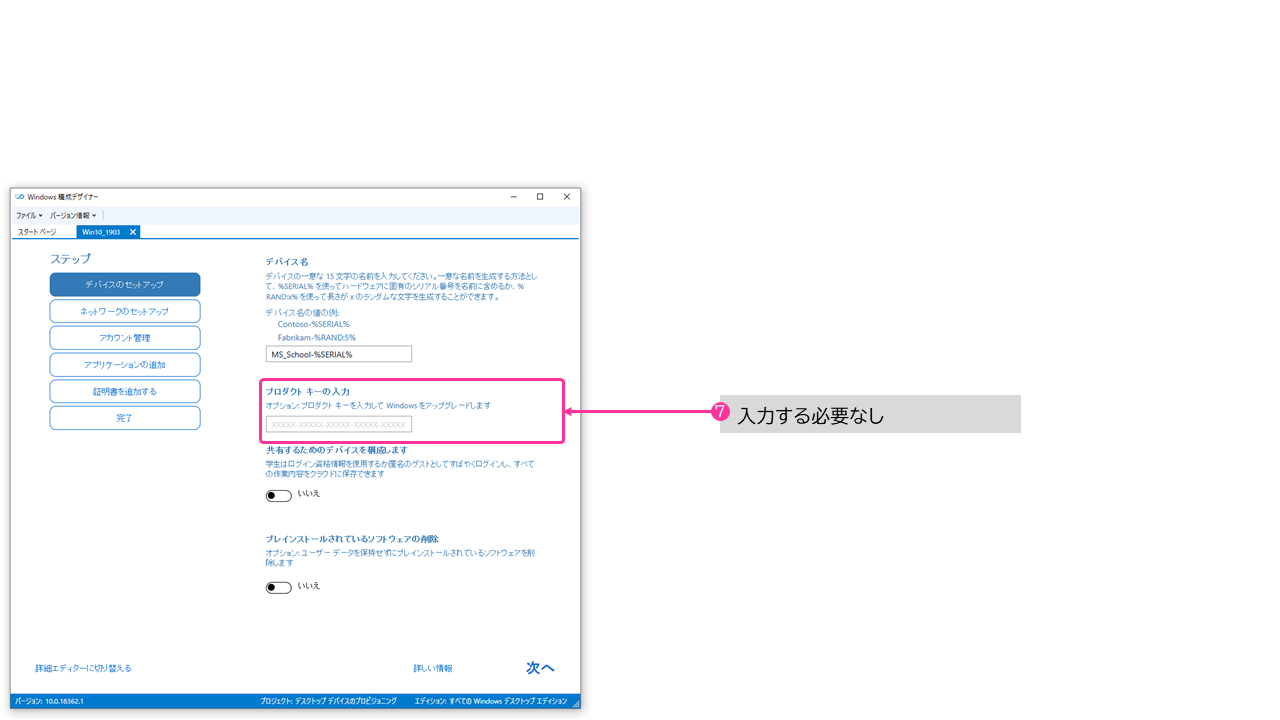 Windows 構成デザイナー
ファイル バージョン情報
スタート ページ Win10_1903
ステップ
デバイスのセットアップ
ネットワークのセットアップ
アカウント管理
アプリケーションの追加
証明書を追加する
完了
デバイス名
デバイスの一意な 15 文字の名前を入力してください。一意な名前を生成する方法とし
て、%SERIAL% を使ってハードウェアに固有のシリアル番号を名前に含めるか、%
RAND:x% を使って長さが x のランダムな文字を生成することができます。
デバイス名の値の例:
Contoso-%SERIAL%
Fabrikam-%RAND:5%
MS_School-%SERIAL%
プロダクト キーの入力
オプション: プロダクト キーを入力して Windows をアップグレードします
XXXXX-XXXXX-XXXXX-XXXXX-XXXXX
7 入力する必要なし
共有するためのデバイスを構成します
学生はログイン資格情報を使用するか匿名のゲストとしてすばやくログインし、すべて
の作業内容をクラウドに保存できます
いいえ
プレインストールされているソフトウェアの削除
オプション: ユーザー データを保持せずにプレインストールされているソフトウェアを削
除します
いいえ
詳細エディターに切り替える
詳しい情報
次へ
バージョン: 10.0.18362.1
プロジェクト: デスクトップ デバイスのプロビジョニング
エディション: すべての Windows デスクトップ エディション